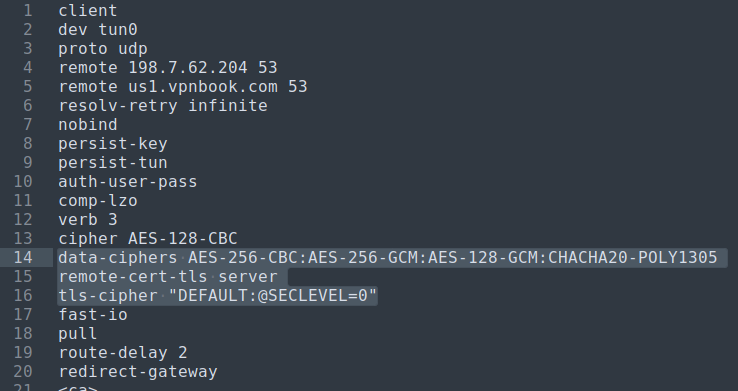 1 client
2 dev tun0
3 proto udp
4 remote 198.7.62.204 53
5 remote us1.vpnbook.com 53
6 resolv-retry infinite
7 nobind
8 persist-key
9 persist-tun
10 auth-user-pass
11 comp-lzo
12 verb 3
13 cipher AES-128-CBC
14 data-ciphers AES-256-CBC:AES-256-GCM:AES-128-GCM:CHACHA20-POLY1305
15 remote-cert-tls server
16 tls-cipher "DEFAULT:@SECLEVEL=0"
17 fast-io
18 pull
19 route-delay 2
20 redirect-gateway
21 <ca>